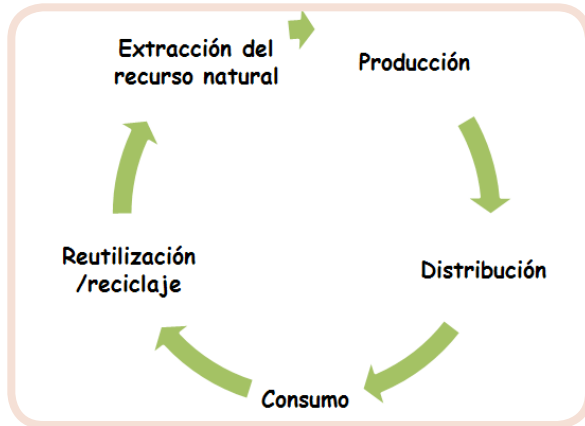 Extracción del
recurso natural
Producción
Distribución
Consumo
Reutilización
/reciclaje